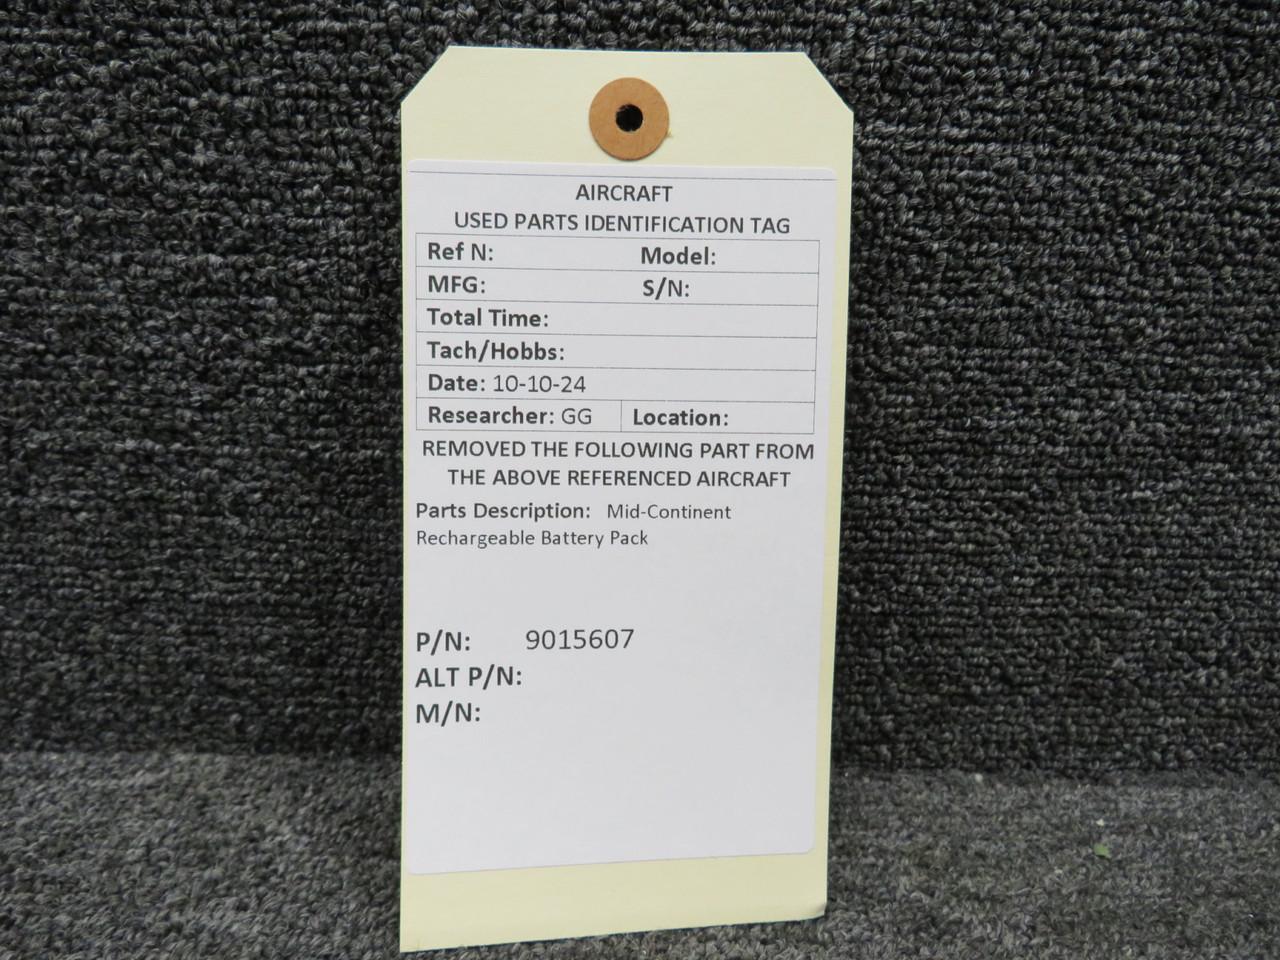 AIRCRAFT
USED PARTS IDENTIFICATION TAG
Ref N: Model:
MFG: S/N:
Total Time:
Tach/Hobbs:
Date: 10-10-24
Researcher: GG Location:
REMOVED THE FOLLOWING PART FROM
THE ABOVE REFERENCED AIRCRAFT
Parts Description: Mid-Continent
Rechargeable Battery Pack
P/N: 9015607
ALT P/N:
M/N: